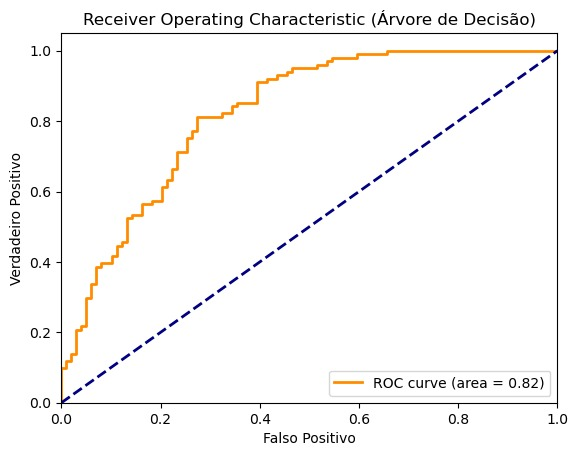 Receiver Operating Characteristic (Árvore de Decisão)
1.0
0.8
0.6
0.4
0.2
0.0
Verdadeiro Positivo
ROC curve (area = 0.82)
0.0 0.2 0.4 0.6 0.8 1.0
Falso Positivo